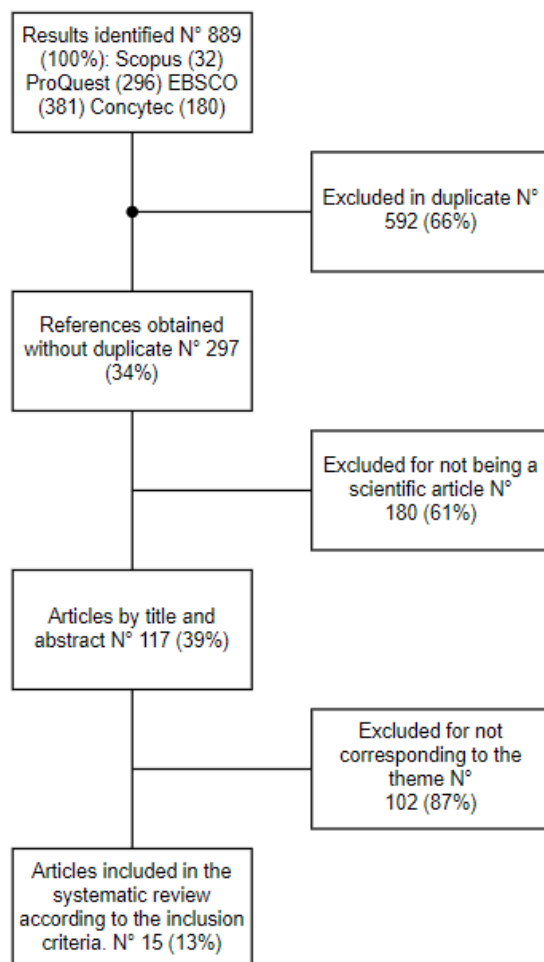 Results identified N° 889
(100%): Scopus (32)
ProQuest (296) EBSCO
(381) Concytec (180)
Excluded in duplicate N°
592 (66%)
References obtained
without duplicate N° 297
(34%)
Excluded for not being a
scientific article N°
180 (61%)
Articles by title and
abstract N° 117 (39%)
Excluded for not
corresponding to the
theme N°
102 (87%)
Articles included in the
systematic review
according to the inclusion
criteria. N° 15 (13%)